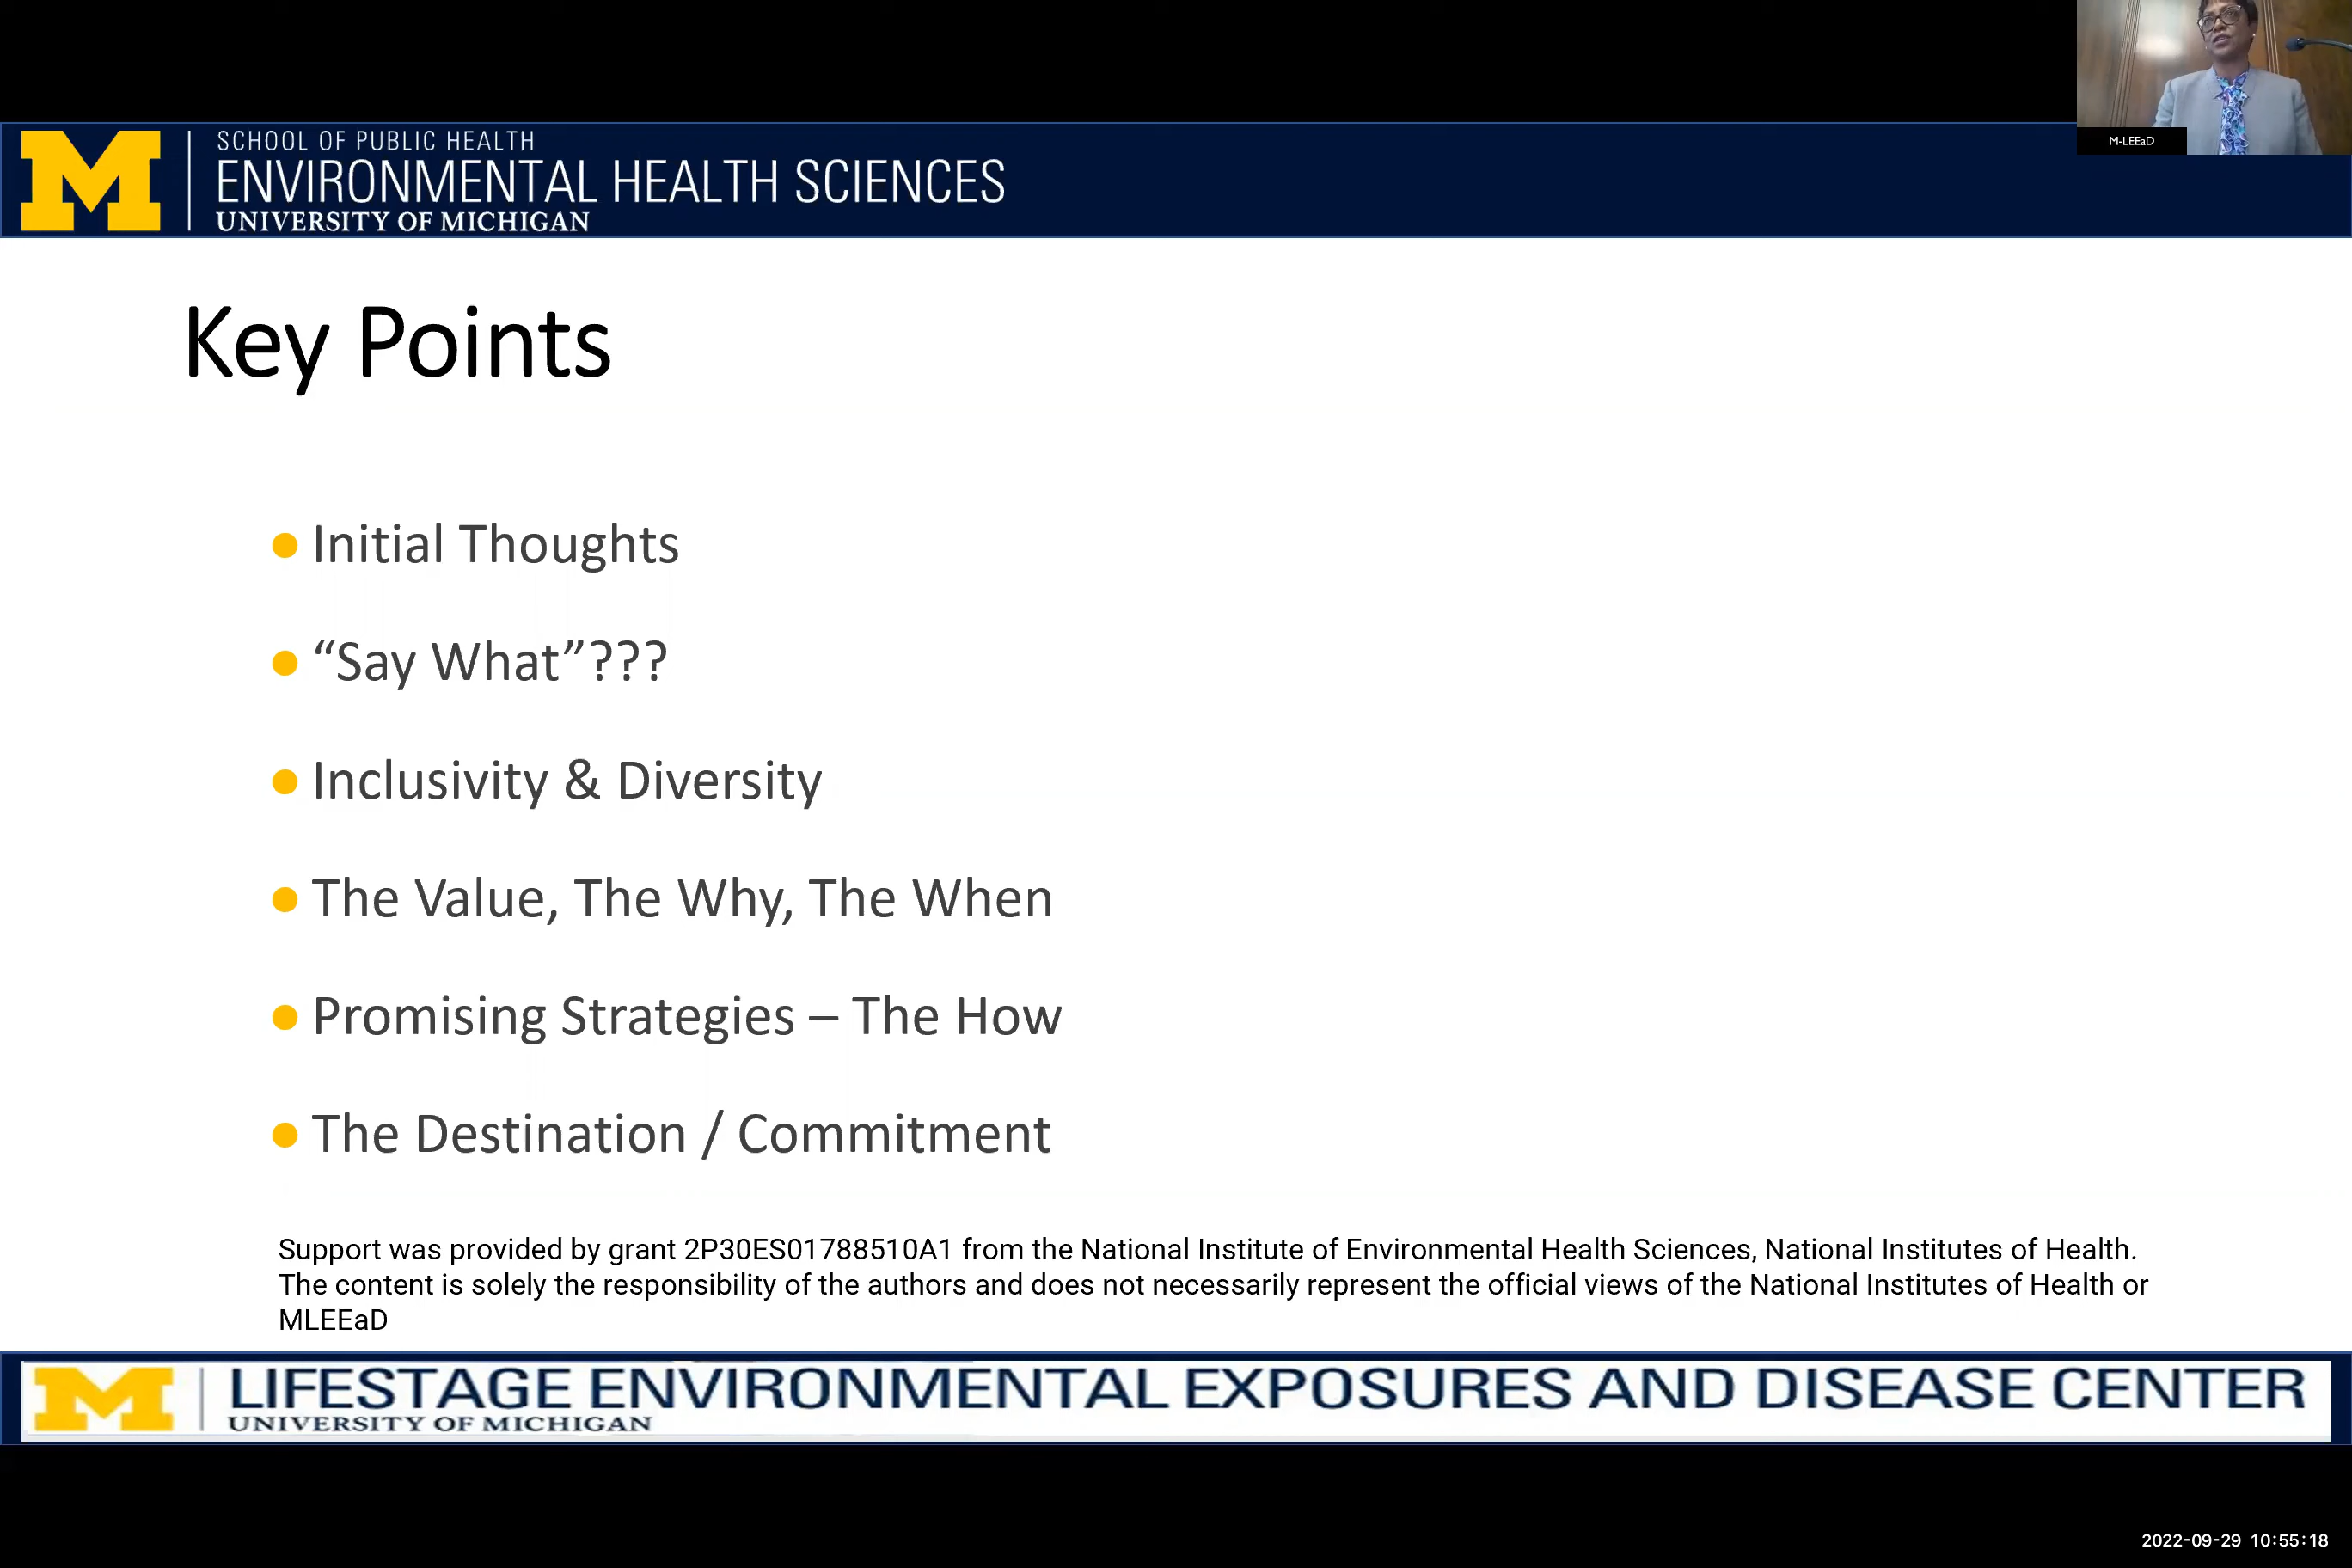 M-LEEaD
M
SCHOOL OF PUBLIC HEALTH
ENVIRONMENTAL HEALTH SCIENCES
UNIVERSITY OF MICHIGAN
Key Points
Initial Thoughts
“Say What”???
Inclusivity & Diversity
The Value, The Why, The When
Promising Strategies – The How
The Destination / Commitment
Support was provided by grant 2P30ES01788510A1 from the National Institute of Environmental Health Sciences, National Institutes of Health.
The content is solely the responsibility of the authors and does not necessarily represent the official views of the National Institutes of Health or
MLEEaD
M
LIFESTAGE ENVIRONMENTAL EXPOSURES AND DISEASE CENTER
UNIVERSITY OF MICHIGAN
2022-09-29 10:55:18